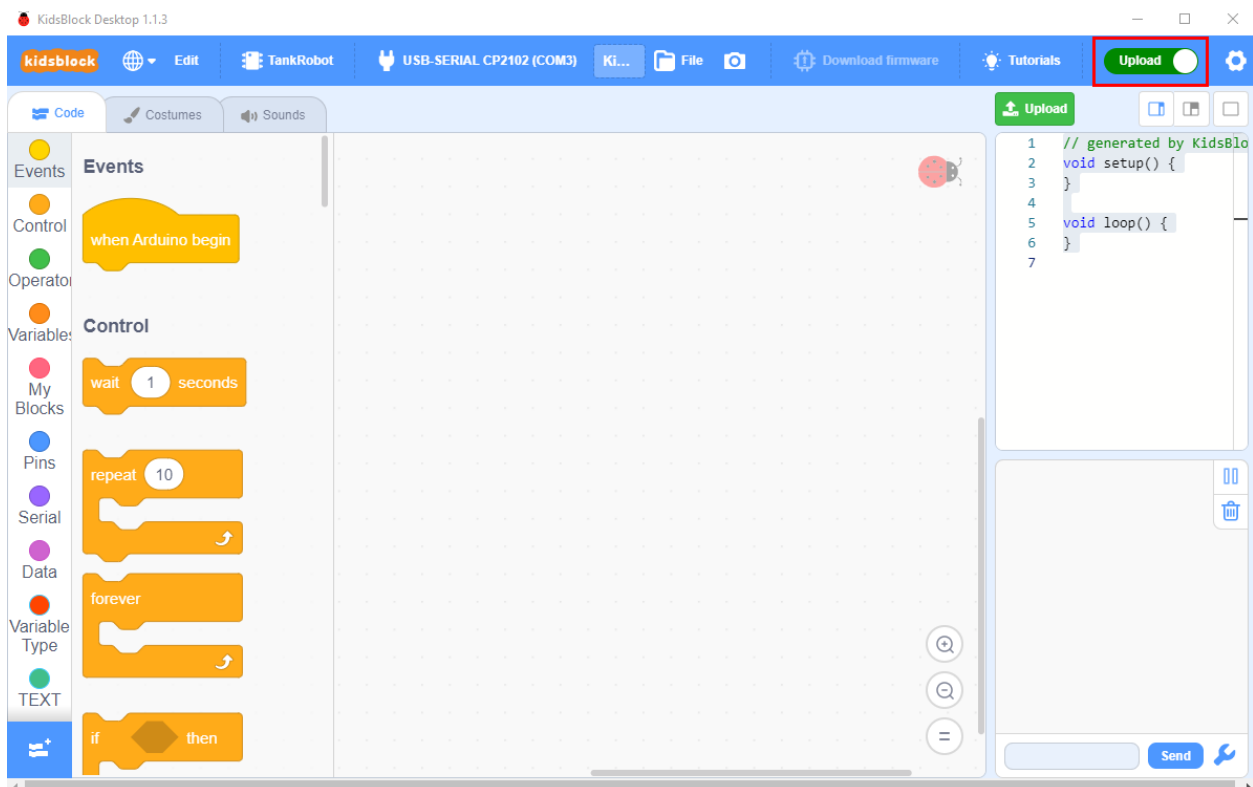 KidsBlock Desktop 1.1.3
kidsblock Edit TankRobot USB-SERIAL CP2102 (COM3) Ki... File Download firmware Tutorials Upload
Code Costumes Sounds
Upload
Events
Control
Operator
Variables
My
Blocks
Pins
Serial
Data
Variable
Type
TEXT
Events
when Arduino begin
Control
wait 1 seconds
repeat 10
forever
if then
1 // generated by KidsBlo
2 void setup() {
3 }
4
5 void loop() {
6 }
7
Send